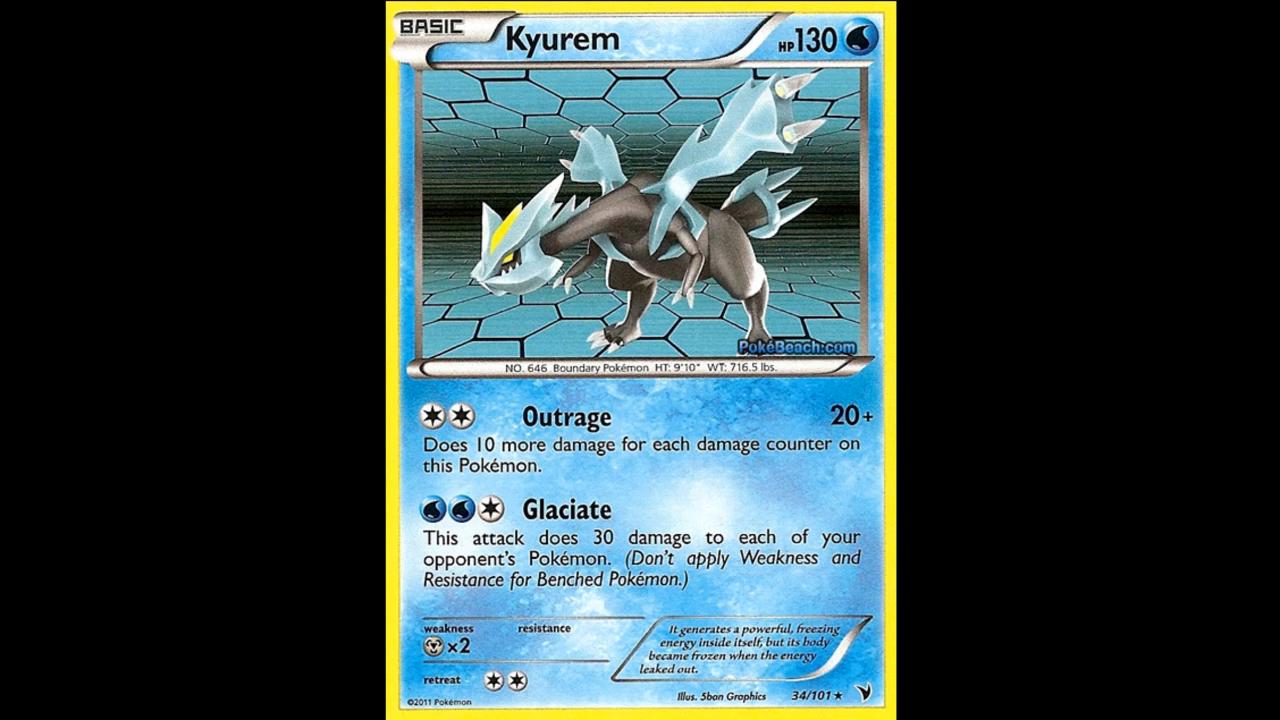 BASIC
Kyurem
HP130
PokéBeach.com
NO. 646 Boundary Pokémon HT: 9'10" WT: 716.5 lbs.
Outrage 20+
Does 10 more damage for each damage counter on
this Pokémon.
Glaciate
This attack does 30 damage to each of your
opponent's Pokémon. (Don't apply Weakness and
Resistance for Benched Pokémon.)
weakness resistance
×2
It generates a powerful, freezing
energy inside itself, but its body
became frozen when the energy
leaked out.
retreat
Illus. 5ban Graphics 34/101★
©2011 Pokémon